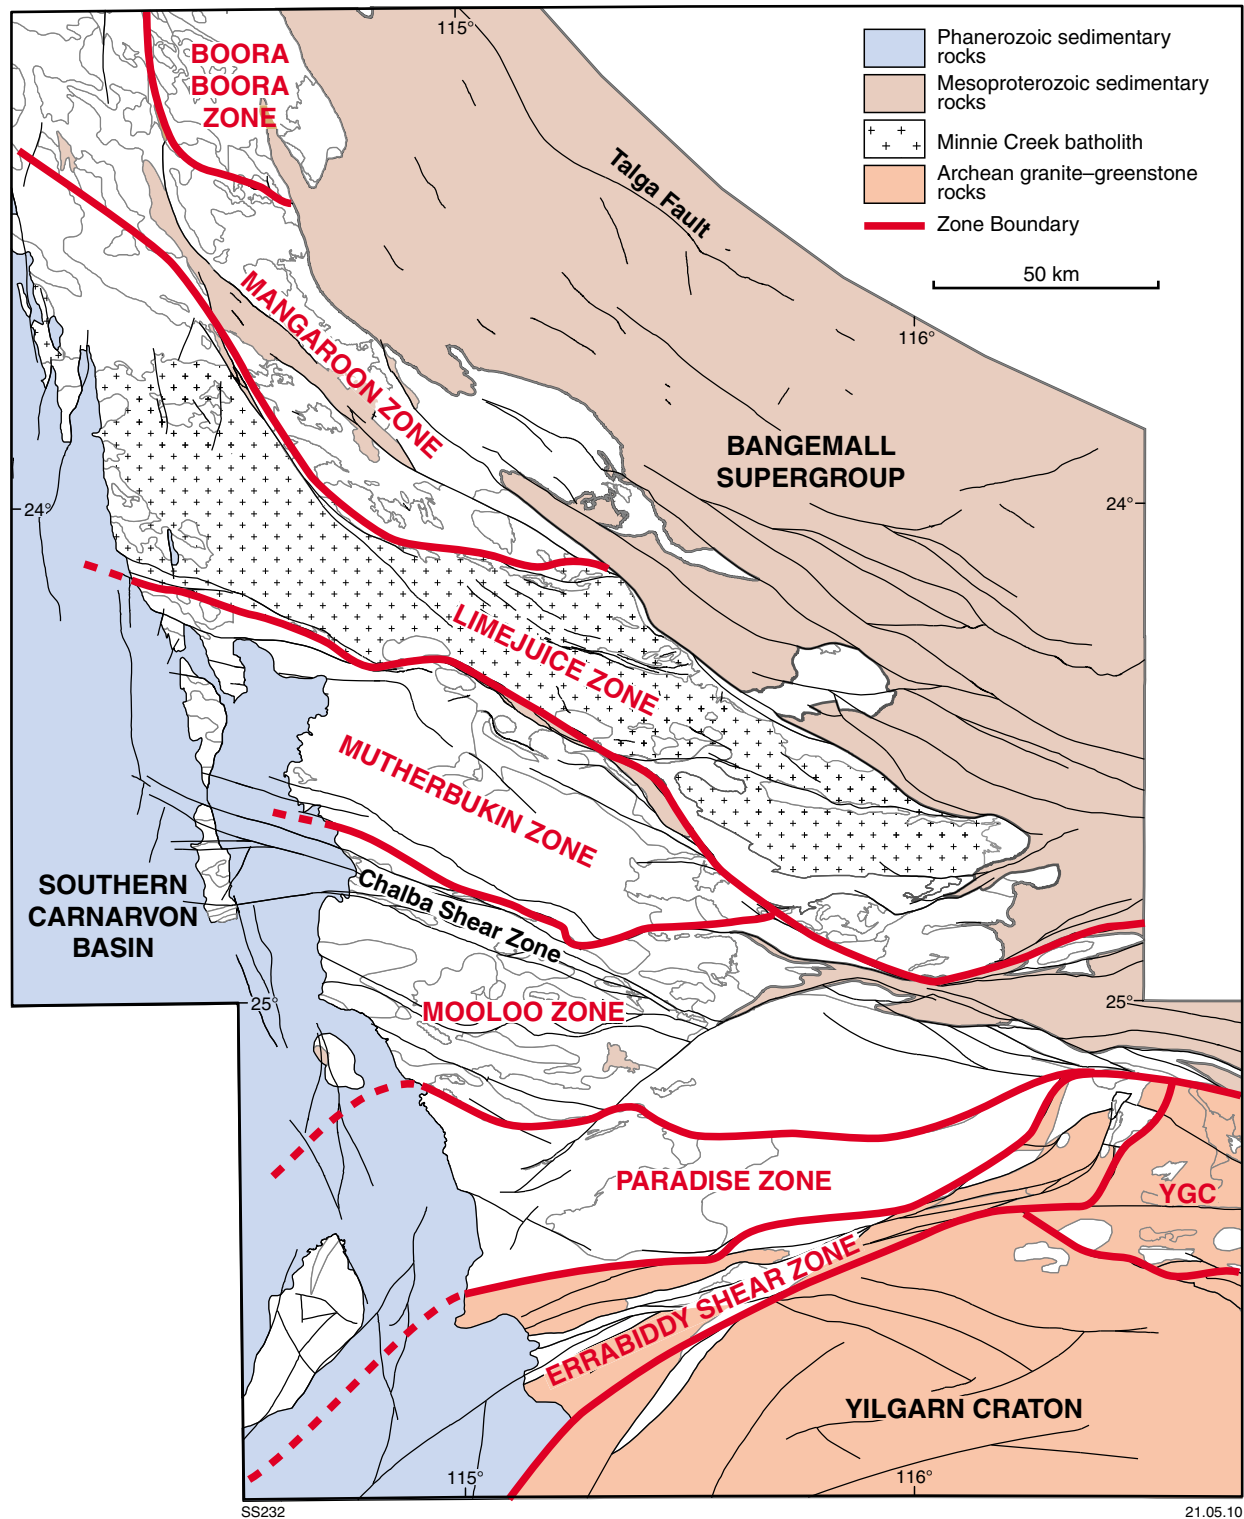 115°
BOORA
BOORA
ZONE
Phanerozoic sedimentary
rocks
Mesoproterozoic sedimentary
rocks
Minnie Creek batholith
Archean granite–greenstone
rocks
Zone Boundary
50 km
Talga Fault
116°
MANGAROON ZONE
BANGEMALL
SUPERGROUP
24°
24°
LIMEJUICE ZONE
MUTHERBUKIN ZONE
SOUTHERN
CARNARVON
BASIN
Chalba Shear Zone
25°
25°
MOOLOO ZONE
PARADISE ZONE
YGC
ERRABIDDY SHEAR ZONE
YILGARN CRATON
115°
116°
SS232
21.05.10